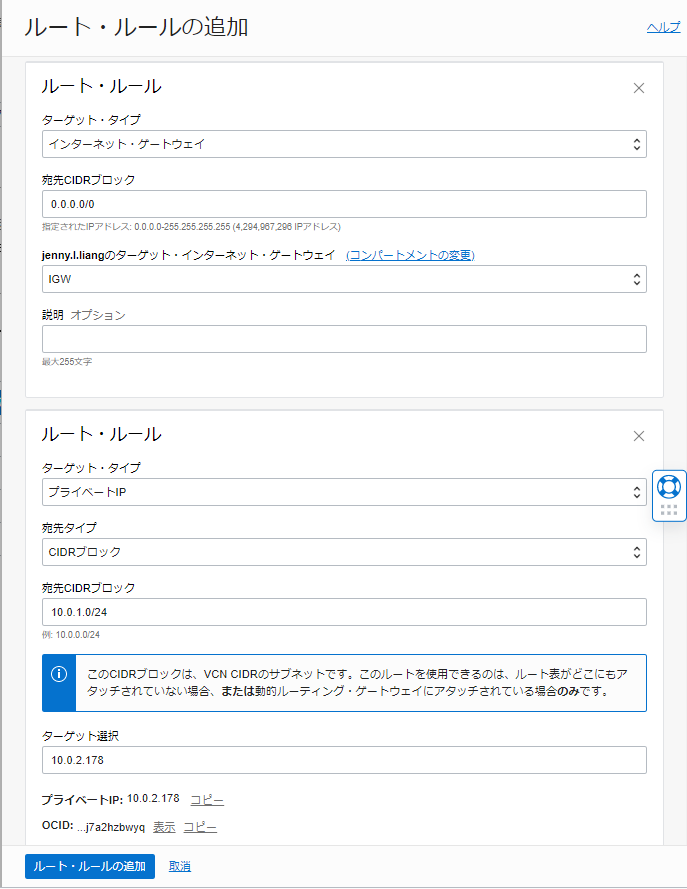 ルート・ルールの追加
ヘルプ
ルート・ルール
ターゲット・タイプ
インターネット・ゲートウェイ
宛先CIDRブロック
0.0.0.0/0
指定されたIPアドレス: 0.0.0.0-255.255.255.255 (4,294,967,296 IPアドレス)
jenny.l.liangのターゲット・インターネット・ゲートウェイ (コンパートメントの変更)
IGW
説明 オプション
最大255文字
ルート・ルール
ターゲット・タイプ
プライベートIP
宛先タイプ
CIDRブロック
宛先CIDRブロック
10.0.1.0/24
例: 10.0.0.0/24
このCIDRブロックは、VCN CIDRのサブネットです。このルートを使用できるのは、ルート表がどこにもア
タッチされていない場合、または動的ルーティング・ゲートウェイにアタッチされている場合のみです。
ターゲット選択
10.0.2.178
プライベートIP: 10.0.2.178 コピー
OCID: ...j7a2hzbwyq 表示 コピー
ルート・ルールの追加 取消